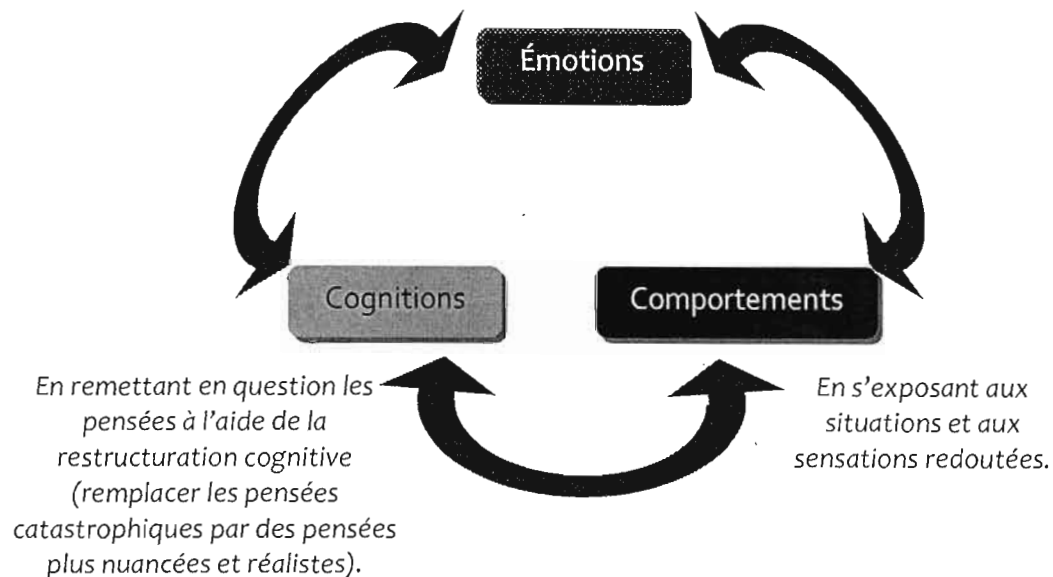 Émotions
Cognitions
Comportements
En remettant en question les
pensées à l'aide de la
restructuration cognitive
(remplacer les pensées
catastrophiques par des pensées
plus nuancées et réalistes).
En s'exposant aux
situations et aux
sensations redoutées.